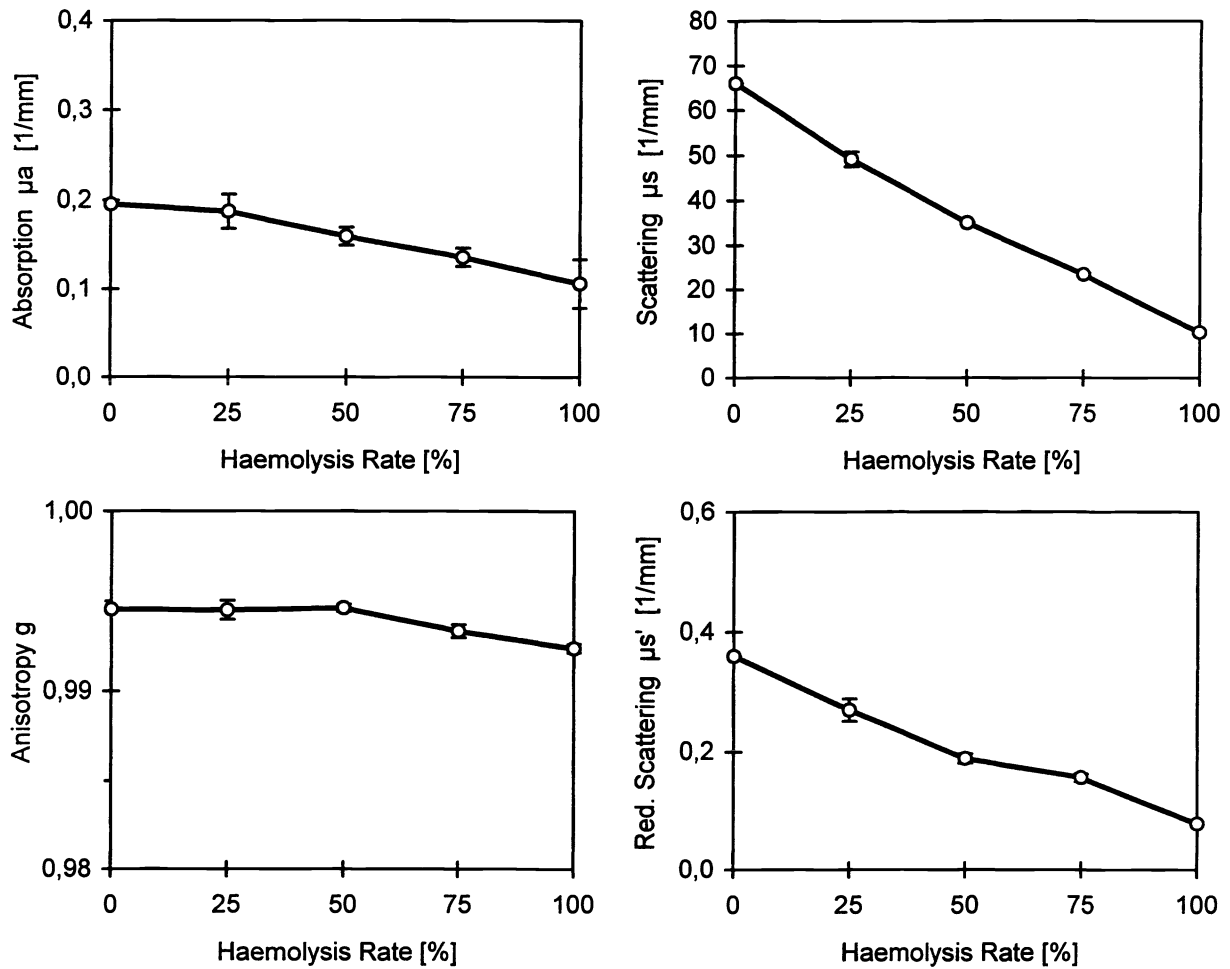 0,4
0,3
0,2
0,1
0,0
Absorption µa [1/mm]
0 25 50 75 100
Haemolysis Rate [%]
80
70
60
50
40
30
20
10
0
Scattering µs [1/mm]
0 25 50 75 100
Haemolysis Rate [%]
1,00
0,99
0,98
Anisotropy g
0 25 50 75 100
Haemolysis Rate [%]
0,6
0,4
0,2
0,0
Red. Scattering µs' [1/mm]
0 25 50 75 100
Haemolysis Rate [%]